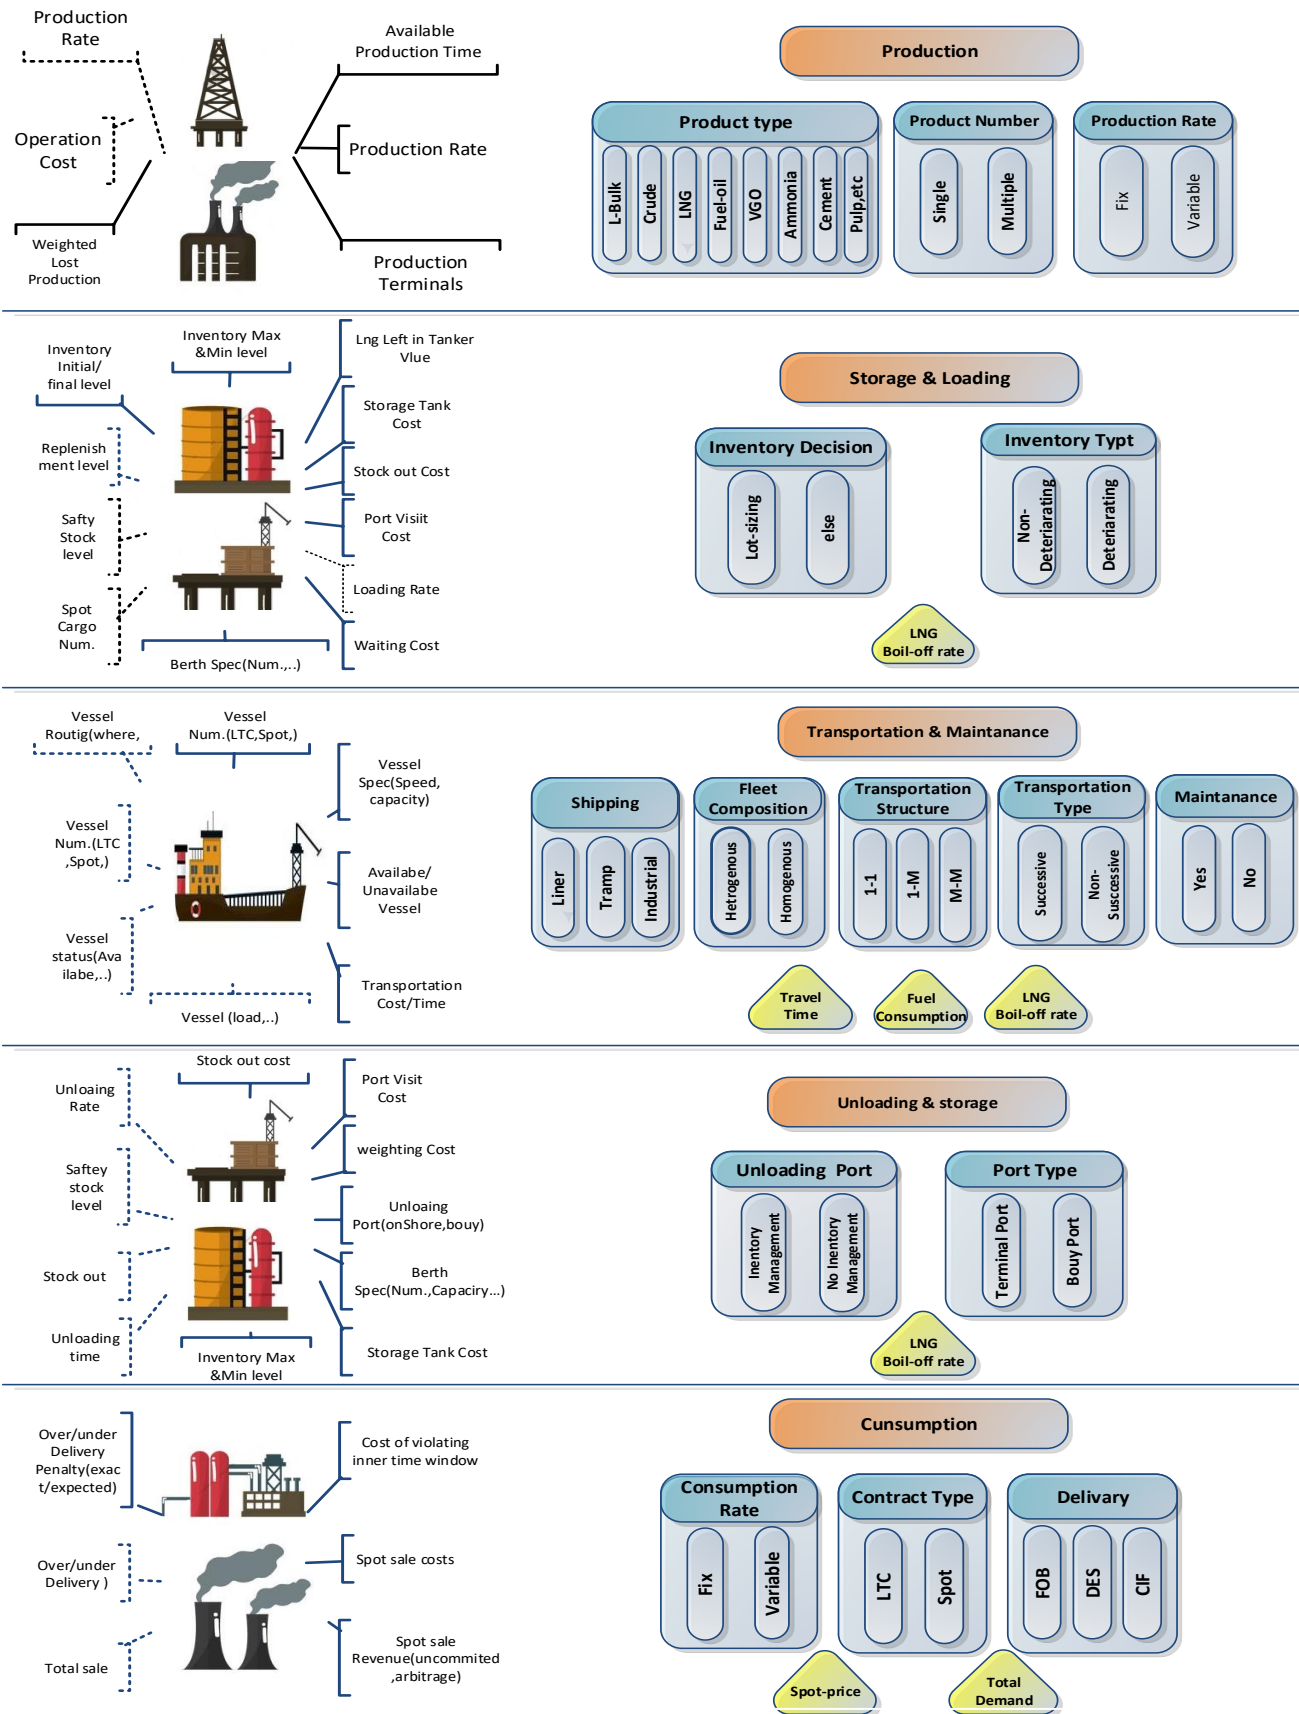 Production
Rate
Available
Production Time
Operation
Cost
Production Rate
Weighted
Lost
Production
Production
Terminals
Production
Product type
L-Bulk
Crude
LNG
Fuel-oil
VGO
Ammonia
Cement
Pulp,etc
Product Number
Single
Multiple
Production Rate
Fix
Variable
Inventory
Initial/
final level
Inventory Max
&Min level
Lng Left in Tanker
Vlue
Storage Tank
Cost
Replenish
ment level
Stock out Cost
Safty
Stock
level
Port Visiit
Cost
Loading Rate
Spot
Cargo
Num.
Waiting Cost
Berth Spec(Num.,..)
Storage & Loading
Inventory Decision
Lot-sizing
else
Inventory Typt
Non-
Deteriarating
Deteriarating
LNG
Boil-off rate
Vessel
Routig(where,
Vessel
Num.(LTC,Spot,)
Vessel
Spec(Speed,
capacity)
Vessel
Num.(LTC
,Spot,)
Availabe/
Unavailabe
Vessel
Vessel
status(Ava
ilabe,..)
Transportation
Cost/Time
Vessel (load,..)
Transportation & Maintanance
Shipping
Liner
Tramp
Industrial
Fleet
Composition
Hetrogenous
Homogenous
Transportation
Structure
1-1
1-M
M-M
Transportation
Type
Successive
Non-
Susccessive
Maintanance
Yes
No
Travel
Time
Fuel
Consumption
LNG
Boil-off rate
Stock out cost
Unloaing
Rate
Port Visit
Cost
weighting Cost
Saftey
stock
level
Unloaing
Port(onShore,bouy)
Stock out
Berth
Spec(Num.,Capaciry...)
Unloading
time
Storage Tank Cost
Inventory Max
&Min level
Unloading & storage
Unloading Port
Inentory
Management
No Inentory
Management
Port Type
Terminal Port
Bouy Port
LNG
Boil-off rate
Over/under
Delivery
Penalty(exac
t/expected)
Cost of violating
inner time window
Over/under
Delivery )
Spot sale costs
Total sale
Spot sale
Revenue(uncommited
,arbitrage)
Cunsumption
Consumption
Rate
Fix
Variable
Contract Type
LTC
Spot
Delivary
FOB
DES
CIF
Spot-price
Total
Demand